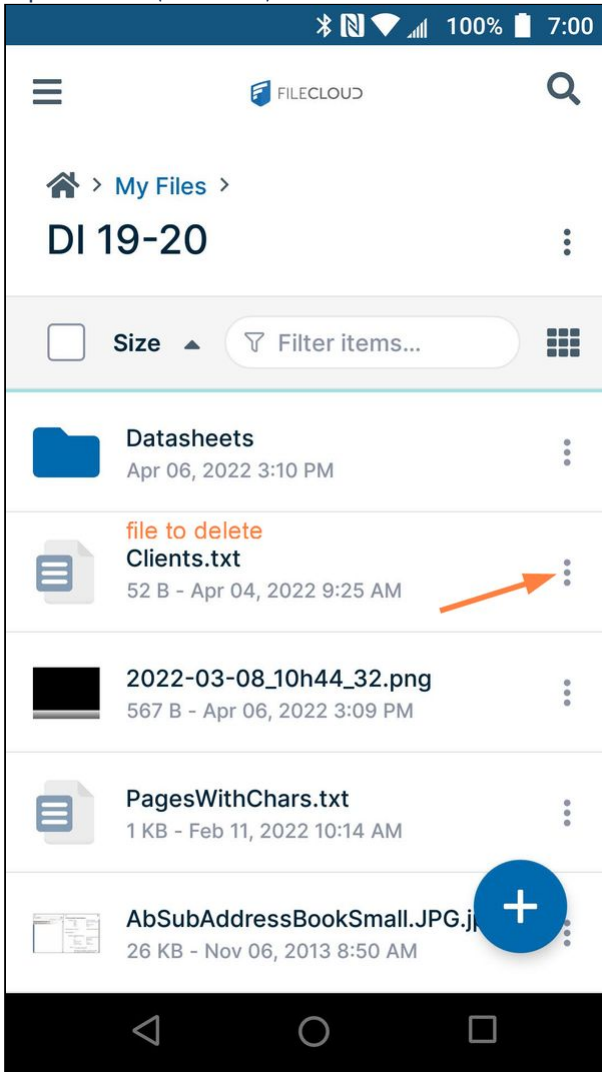 100% 7:00
FILECLOUD
> My Files >
DI 19-20
Size Filter items...
Datasheets
Apr 06, 2022 3:10 PM
file to delete
Clients.txt
52 B - Apr 04, 2022 9:25 AM
2022-03-08_10h44_32.png
567 B - Apr 06, 2022 3:09 PM
PagesWithChars.txt
1 KB - Feb 11, 2022 10:14 AM
AbSubAddressBookSmall.JPG.j
26 KB - Nov 06, 2013 8:50 AM